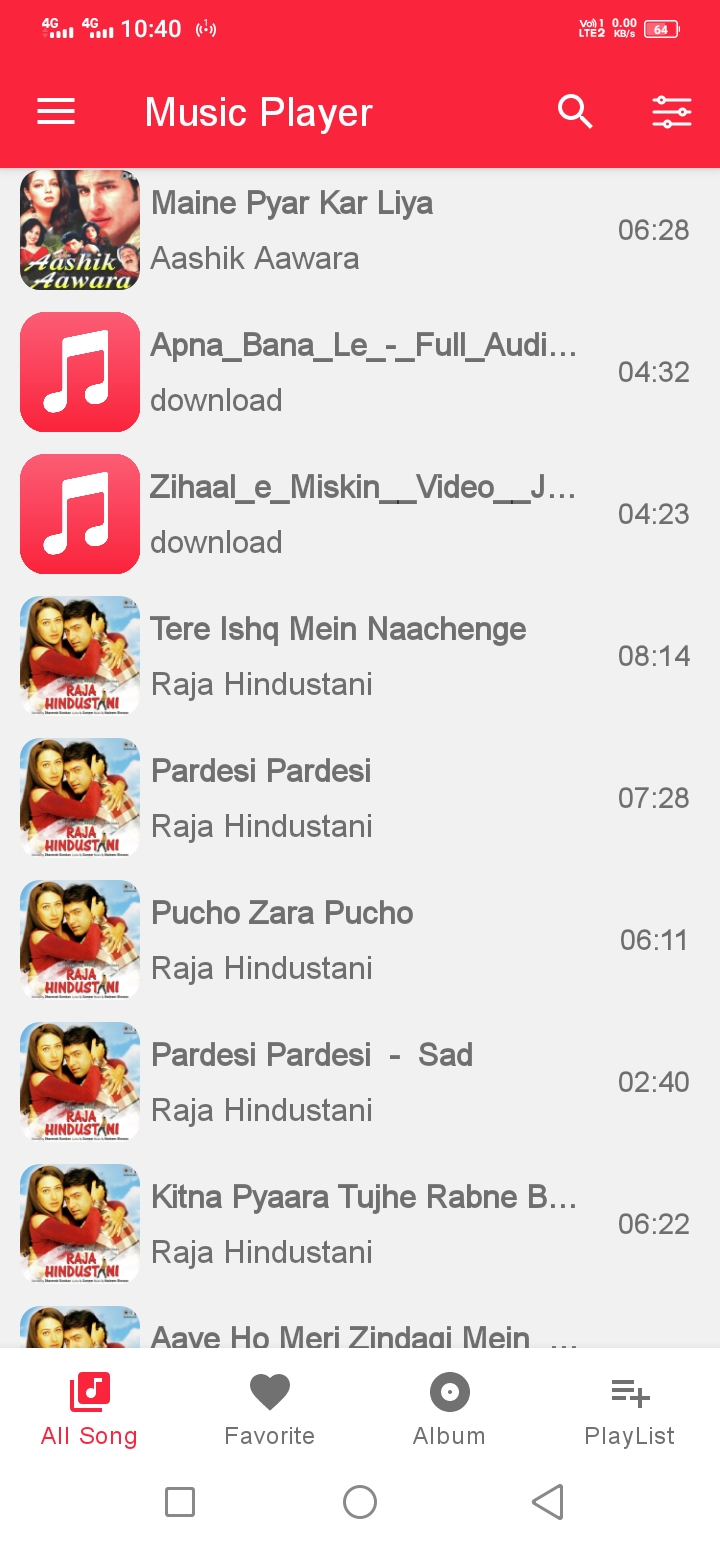 4G 4G 10:40 Vo) 1 LTE2 0.00 KB/s 64
Music Player
Aashik
Aawara
Maine Pyar Kar Liya
Aashik Aawara
06:28
Apna_Bana_Le_-_Full_Audi...
download
04:32
Zihaal_e_Miskin__Video__J...
download
04:23
RAJA
HINDUSTANI
Tere Ishq Mein Naachenge
Raja Hindustani
08:14
RAJA
HINDUSTANI
Pardesi Pardesi
Raja Hindustani
07:28
RAJA
HINDUSTANI
Pucho Zara Pucho
Raja Hindustani
06:11
RAJA
HINDUSTANI
Pardesi Pardesi - Sad
Raja Hindustani
02:40
RAJA
HINDUSTANI
Kitna Pyaara Tujhe Rabne B...
Raja Hindustani
06:22
Aaye Ho Meri Zindagi Mein _...
All Song
Favorite
Album
PlayList